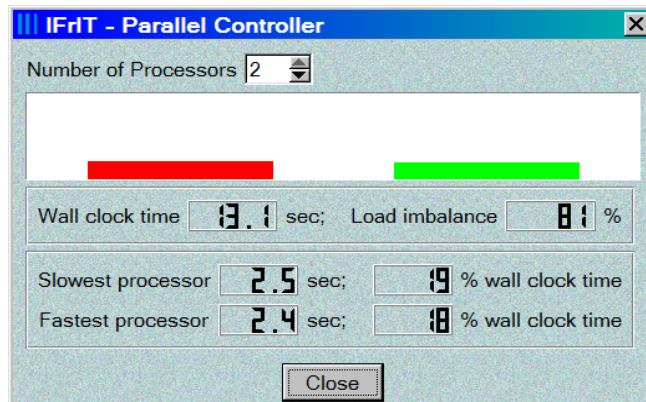 IFrIT - Parallel Controller
Number of Processors 2
Wall clock time 13.1 sec; Load imbalance 81 %
Slowest processor 2.5 sec; 19 % wall clock time
Fastest processor 2.4 sec; 18 % wall clock time
Close